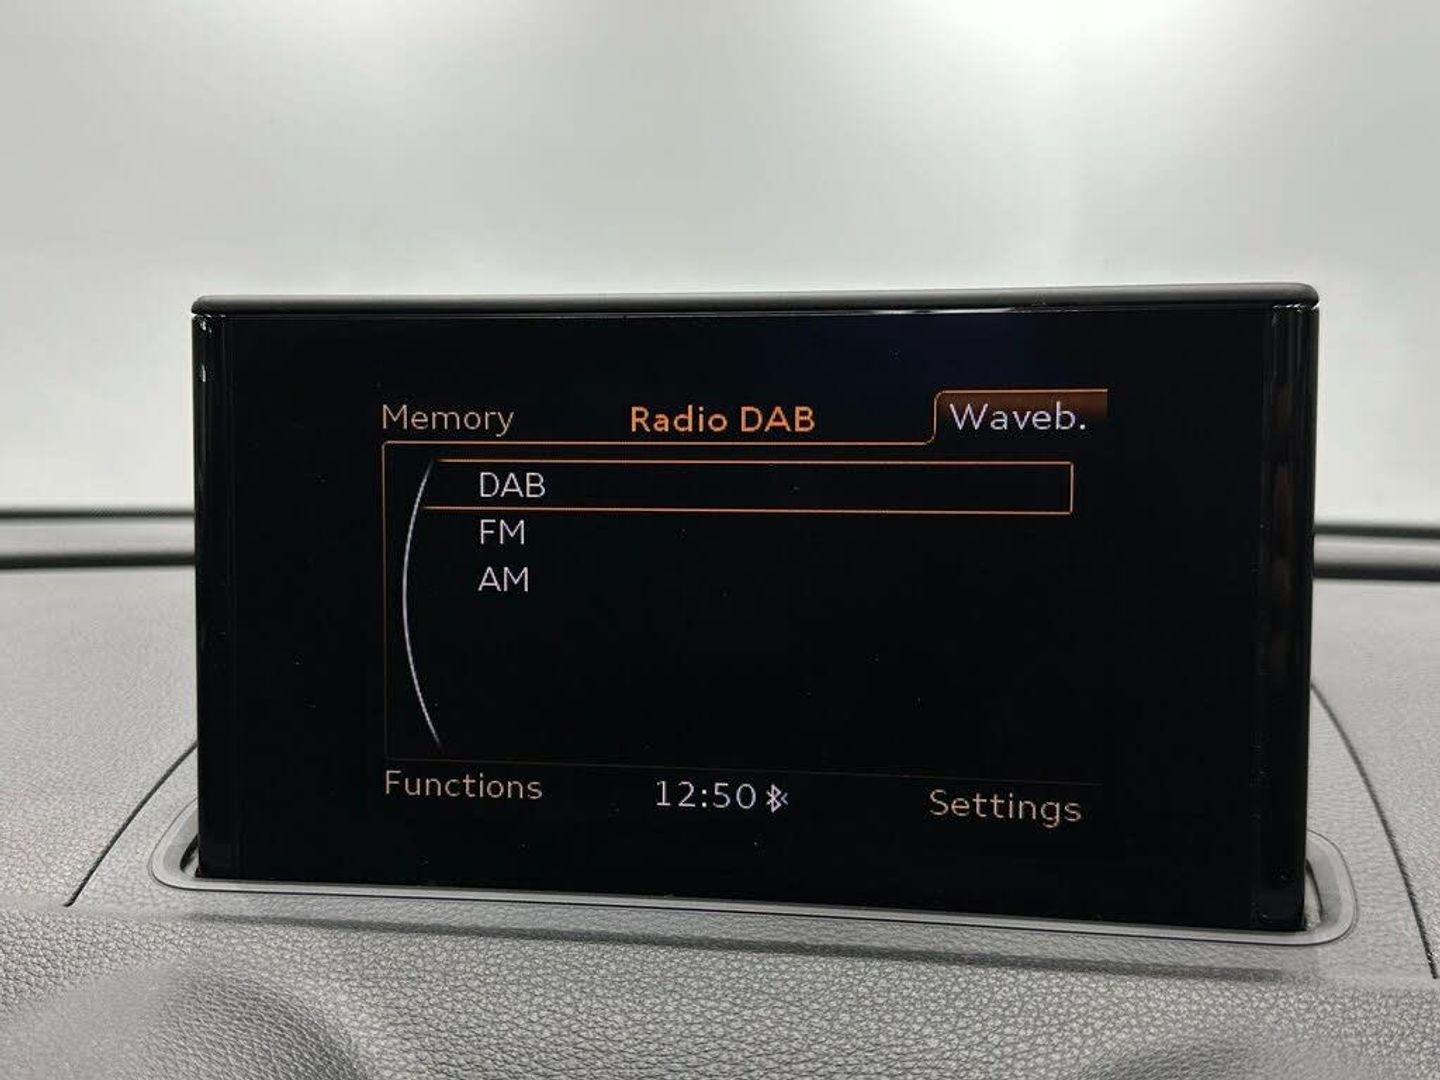 Memory Radio DAB Waveb.
DAB
FM
AM
Functions 12:50 Settings